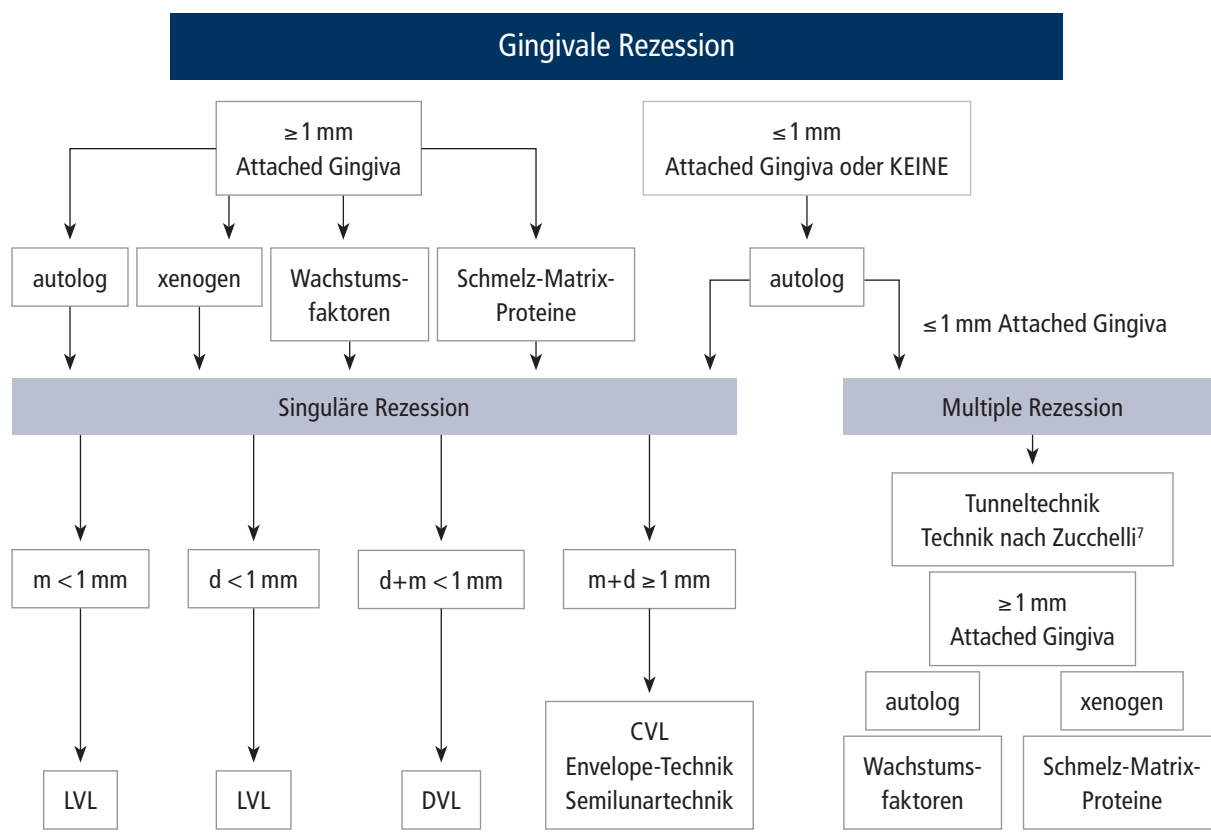 Gingivale Rezession
≥ 1 mm
Attached Gingiva
≤ 1 mm
Attached Gingiva oder KEINE
autolog
xenogen
Wachstums-
faktoren
Schmelz-Matrix-
Proteine
autolog
≤ 1 mm Attached Gingiva
Singuläre Rezession
Multiple Rezession
Tunneltechnik
Technik nach Zucchelli⁷
m < 1 mm
d < 1 mm
d+m < 1 mm
m+d ≥ 1 mm
≥ 1 mm
Attached Gingiva
autolog
xenogen
LVL
LVL
DVL
CVL
Envelope-Technik
Semilunartechnik
Wachstums-
faktoren
Schmelz-Matrix-
Proteine